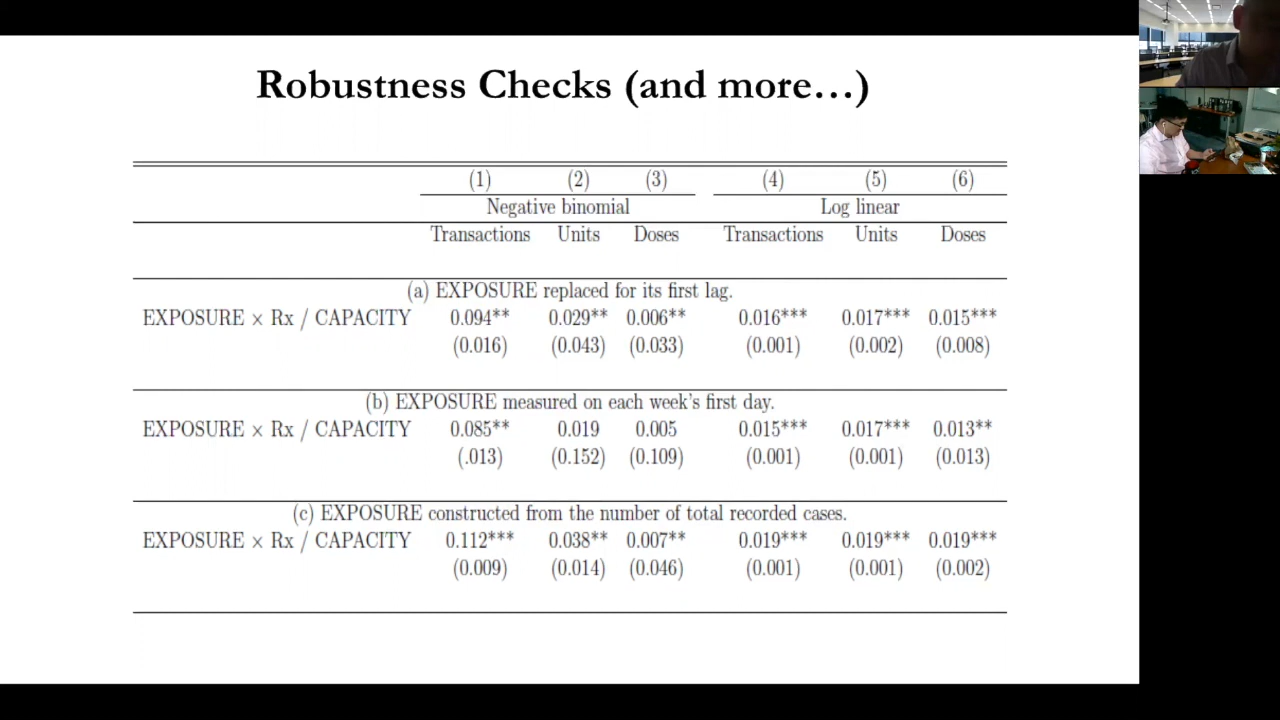 Robustness Checks (and more…)
(1) (2) (3) (4) (5) (6)
Negative binomial Log linear
Transactions Units Doses Transactions Units Doses
(a) EXPOSURE replaced for its first lag.
EXPOSURE × Rx / CAPACITY 0.094** 0.029** 0.006** 0.016*** 0.017*** 0.015***
(0.016) (0.043) (0.033) (0.001) (0.002) (0.008)
(b) EXPOSURE measured on each week's first day.
EXPOSURE × Rx / CAPACITY 0.085** 0.019 0.005 0.015*** 0.017*** 0.013**
(.013) (0.152) (0.109) (0.001) (0.001) (0.013)
(c) EXPOSURE constructed from the number of total recorded cases.
EXPOSURE × Rx / CAPACITY 0.112*** 0.038** 0.007** 0.019*** 0.019*** 0.019***
(0.009) (0.014) (0.046) (0.001) (0.001) (0.002)